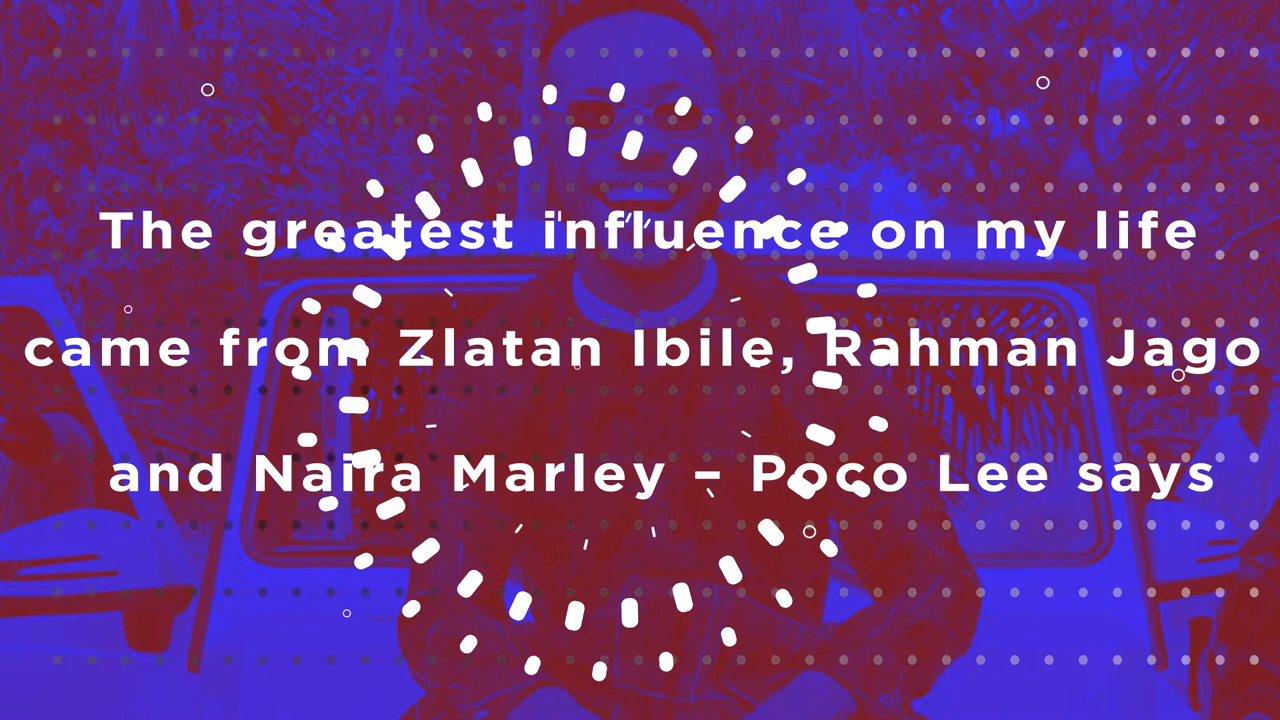 The greatest influence on my life
came from Zlatan Ibile, Rahman Jago
and Naira Marley – Poco Lee says